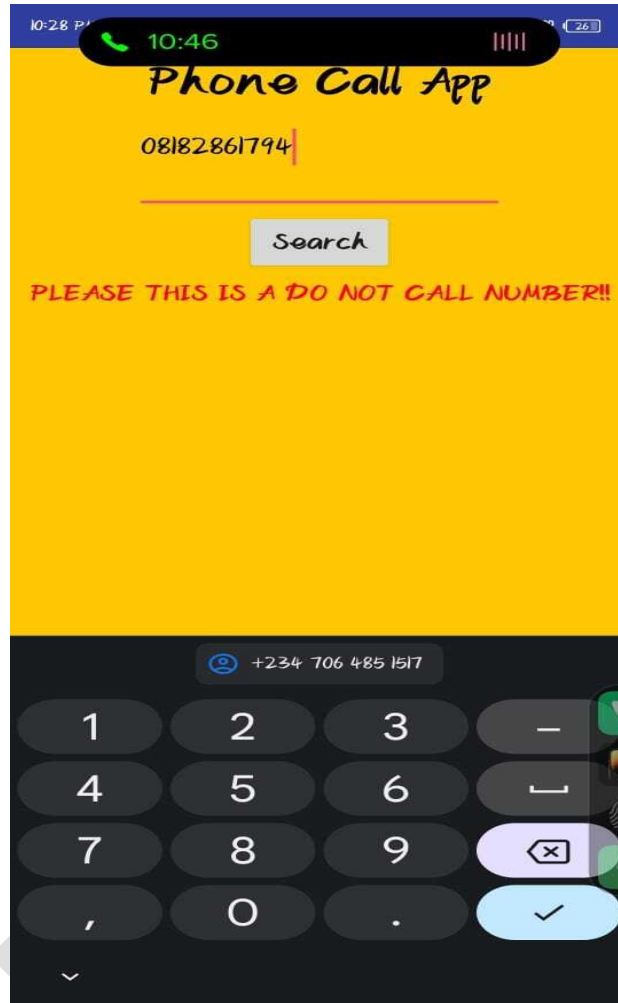 10:28 P
10:46
26
Phone Call App
08182861794
Search
PLEASE THIS IS A DO NOT CALL NUMBER!!
+234 706 485 1517
1 2 3 –
4 5 6
7 8 9
, 0 .